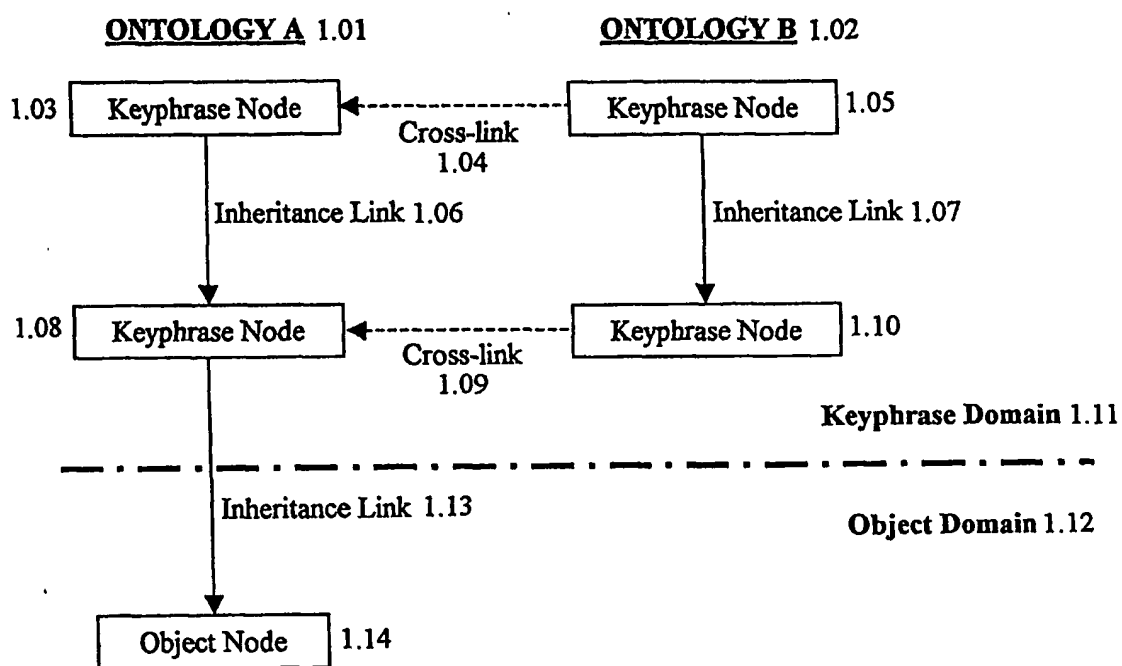 ONTOLOGY A 1.01
ONTOLOGY B 1.02
1.03
Keyphrase Node
Keyphrase Node
1.05
Cross-link
1.04
Inheritance Link 1.06
Inheritance Link 1.07
1.08
Keyphrase Node
Keyphrase Node
1.10
Cross-link
1.09
Keyphrase Domain 1.11
Inheritance Link 1.13
Object Domain 1.12
Object Node
1.14